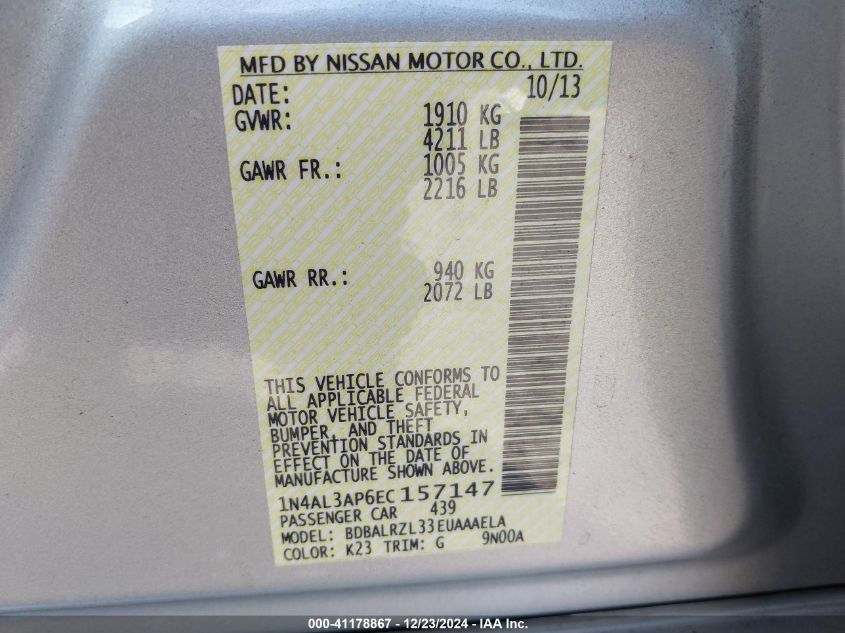 MFD BY NISSAN MOTOR CO., LTD.
DATE: 10/13
GVWR: 1910 KG
4211 LB
GAWR FR.: 1005 KG
2216 LB
GAWR RR.: 940 KG
2072 LB
THIS VEHICLE CONFORMS TO
ALL APPLICABLE FEDERAL
MOTOR VEHICLE SAFETY,
BUMPER, AND THEFT
PREVENTION STANDARDS IN
EFFECT ON THE DATE OF
MANUFACTURE SHOWN ABOVE.
1N4AL3AP6EC157147
PASSENGER CAR 439
MODEL: BDBALRZL33EUAAAELA
COLOR: K23 TRIM: G 9N00A
000-41178867 - 12/23/2024 - IAA Inc.